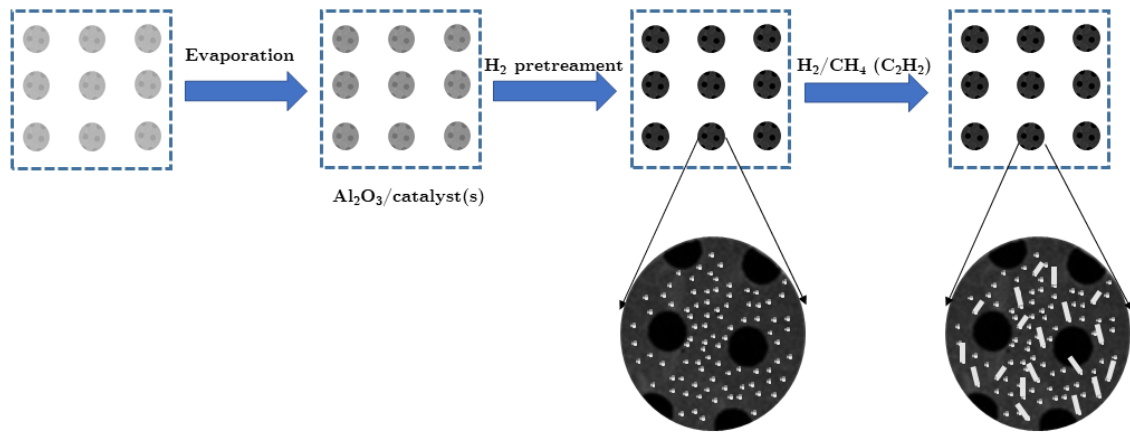 Evaporation
H₂ pretreament
H₂/CH₄ (C₂H₂)
Al₂O₃/catalyst(s)